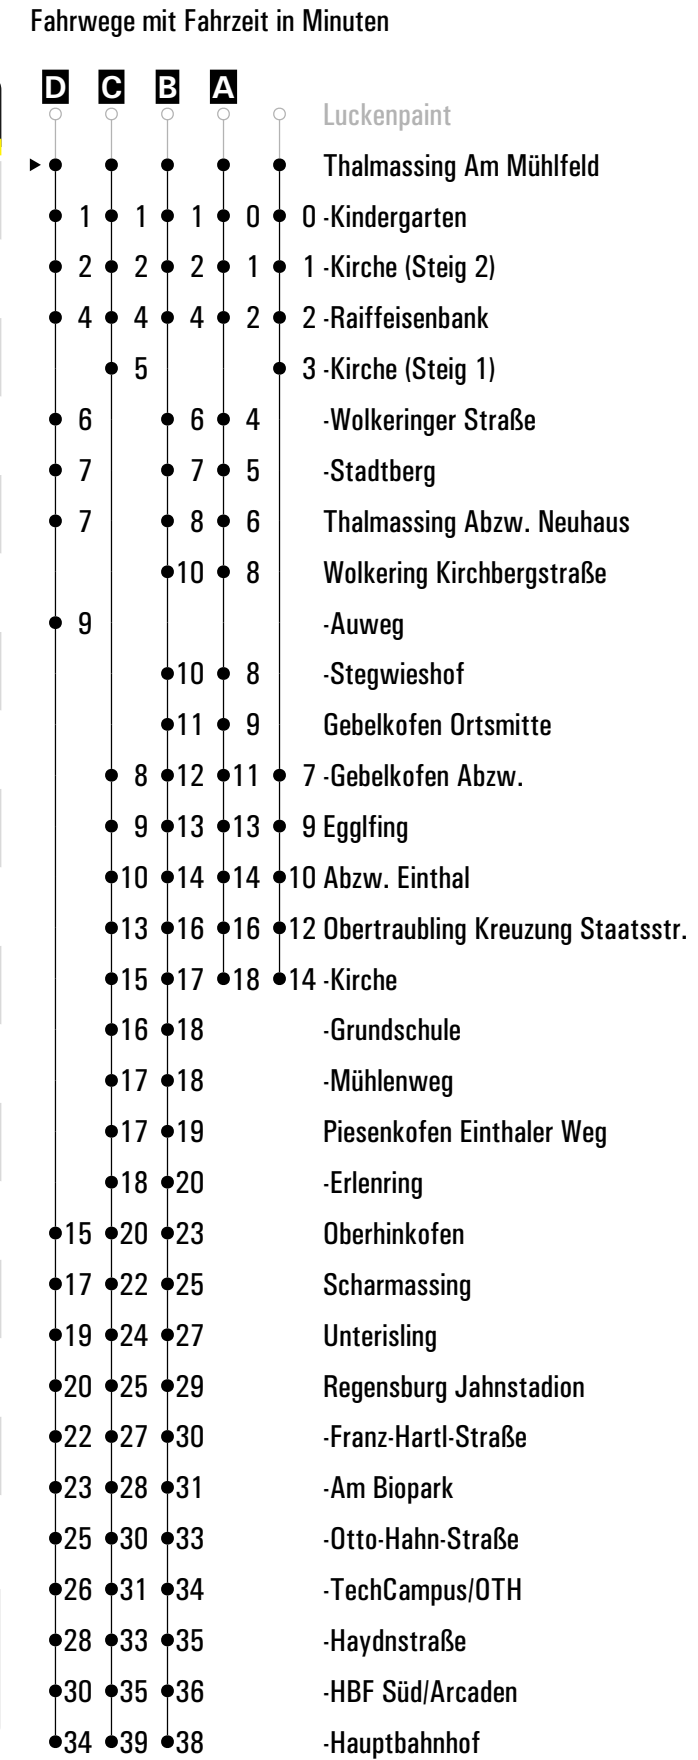 Fahrwege mit Fahrzeit in Minuten
D C B A
Luckenpaint
Thalmassing Am Mühlfeld
1 1 1 0 0 -Kindergarten
2 2 2 1 1 -Kirche (Steig 2)
4 4 4 2 2 -Raiffeisenbank
5 3 -Kirche (Steig 1)
6 6 4 -Wolkeringer Straße
7 7 5 -Stadtberg
7 8 6 Thalmassing Abzw. Neuhaus
10 8 Wolkering Kirchbergstraße
9 -Auweg
10 8 -Stegwieshof
11 9 Gebelkofen Ortsmitte
8 12 11 7 -Gebelkofen Abzw.
9 13 13 9 Egglfing
10 14 14 10 Abzw. Einthal
13 16 16 12 Obertraubling Kreuzung Staatsstr.
15 17 18 14 -Kirche
16 18 -Grundschule
17 18 -Mühlenweg
17 19 Piesenkofen Einthaler Weg
18 20 -Erlenring
15 20 23 Oberhinkofen
17 22 25 Scharmassing
19 24 27 Unterisling
20 25 29 Regensburg Jahnstadion
22 27 30 -Franz-Hartl-Straße
23 28 31 -Am Biopark
25 30 33 -Otto-Hahn-Straße
26 31 34 -TechCampus/OTH
28 33 35 -Haydnstraße
30 35 36 -HBF Süd/Arcaden
34 39 38 -Hauptbahnhof